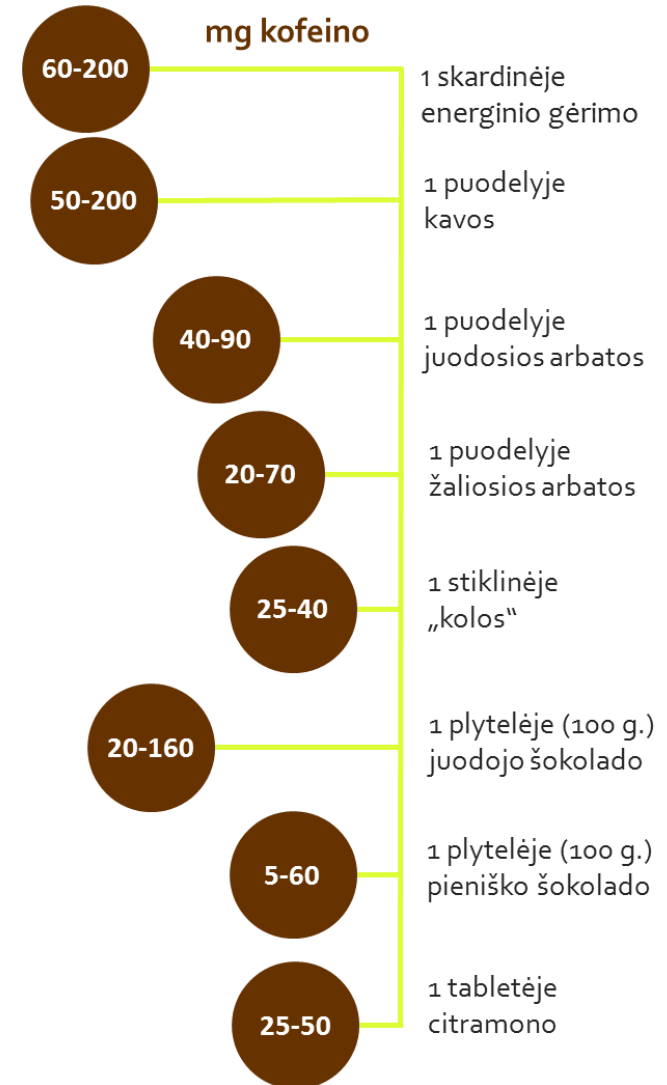 mg kofeino
60-200
1 skardinėje
energinio gėrimo
50-200
1 puodelyje
kavos
40-90
1 puodelyje
juodosios arbatos
20-70
1 puodelyje
žaliosios arbatos
25-40
1 stiklinėje
„kolos“
20-160
1 plytelėje (100 g.)
juodojo šokolado
5-60
1 plytelėje (100 g.)
pieniško šokolado
25-50
1 tabletėje
citramono